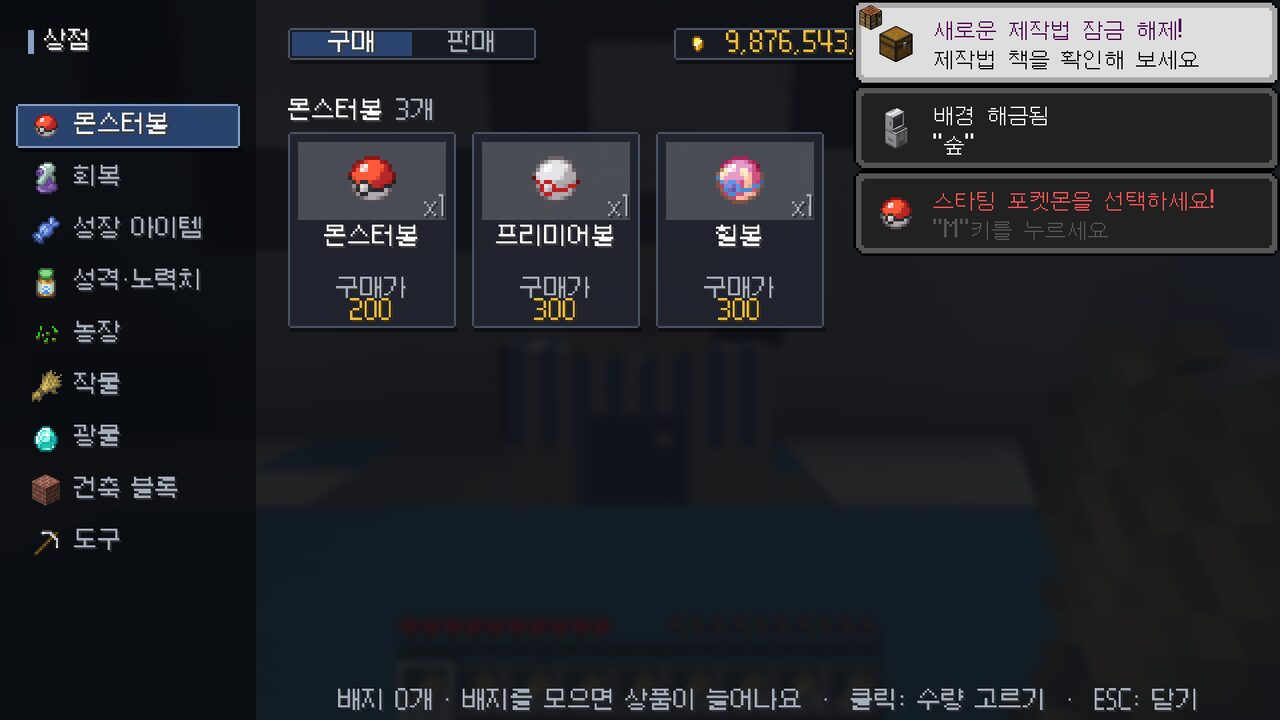 상점
구매 판매
9,876,543,
새로운 제작법 잠금 해제!
제작법 책을 확인해 보세요
배경 해금됨
"숲"
스타팅 포켓몬을 선택하세요!
"M"키를 누르세요
몬스터볼
회복
성장 아이템
성격·노력치
농장
작물
광물
건축 블록
도구
몬스터볼 3개
x1 x1 x1
몬스터볼 프리미어볼 힐볼
구매가 구매가 구매가
200 300 300
배지 0개 · 배지를 모으면 상품이 늘어나요 · 클릭: 수량 고르기 · ESC: 닫기